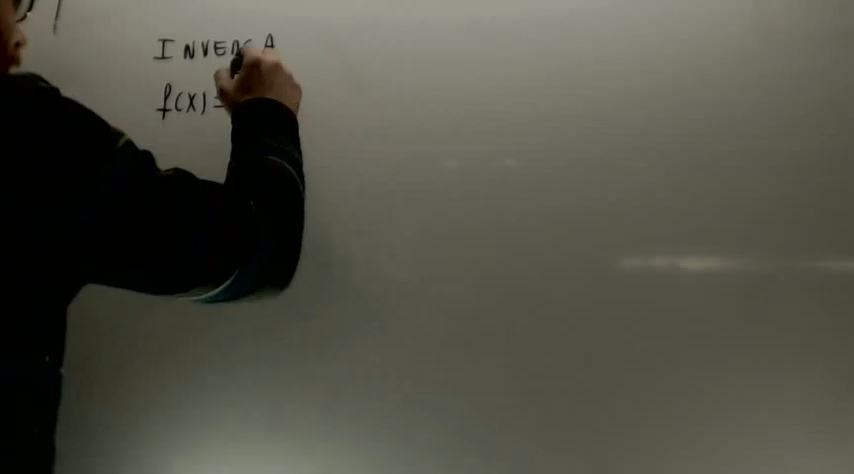 INVERSA
f(x) =